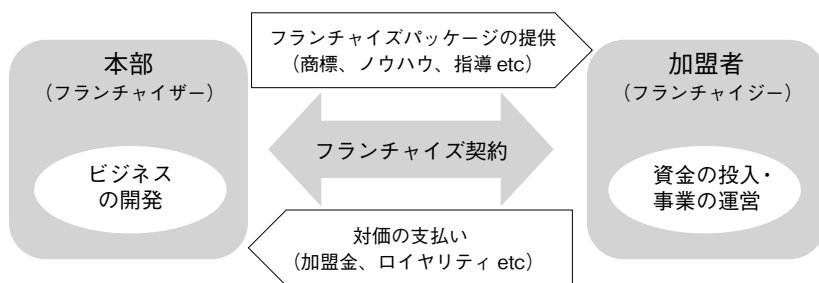 本部
（フランチャイザー）
ビジネス
の開発
フランチャイズパッケージの提供
（商標、ノウハウ、指導 etc）
フランチャイズ契約
対価の支払い
（加盟金、ロイヤリティ etc）
加盟者
（フランチャイジー）
資金の投入・
事業の運営